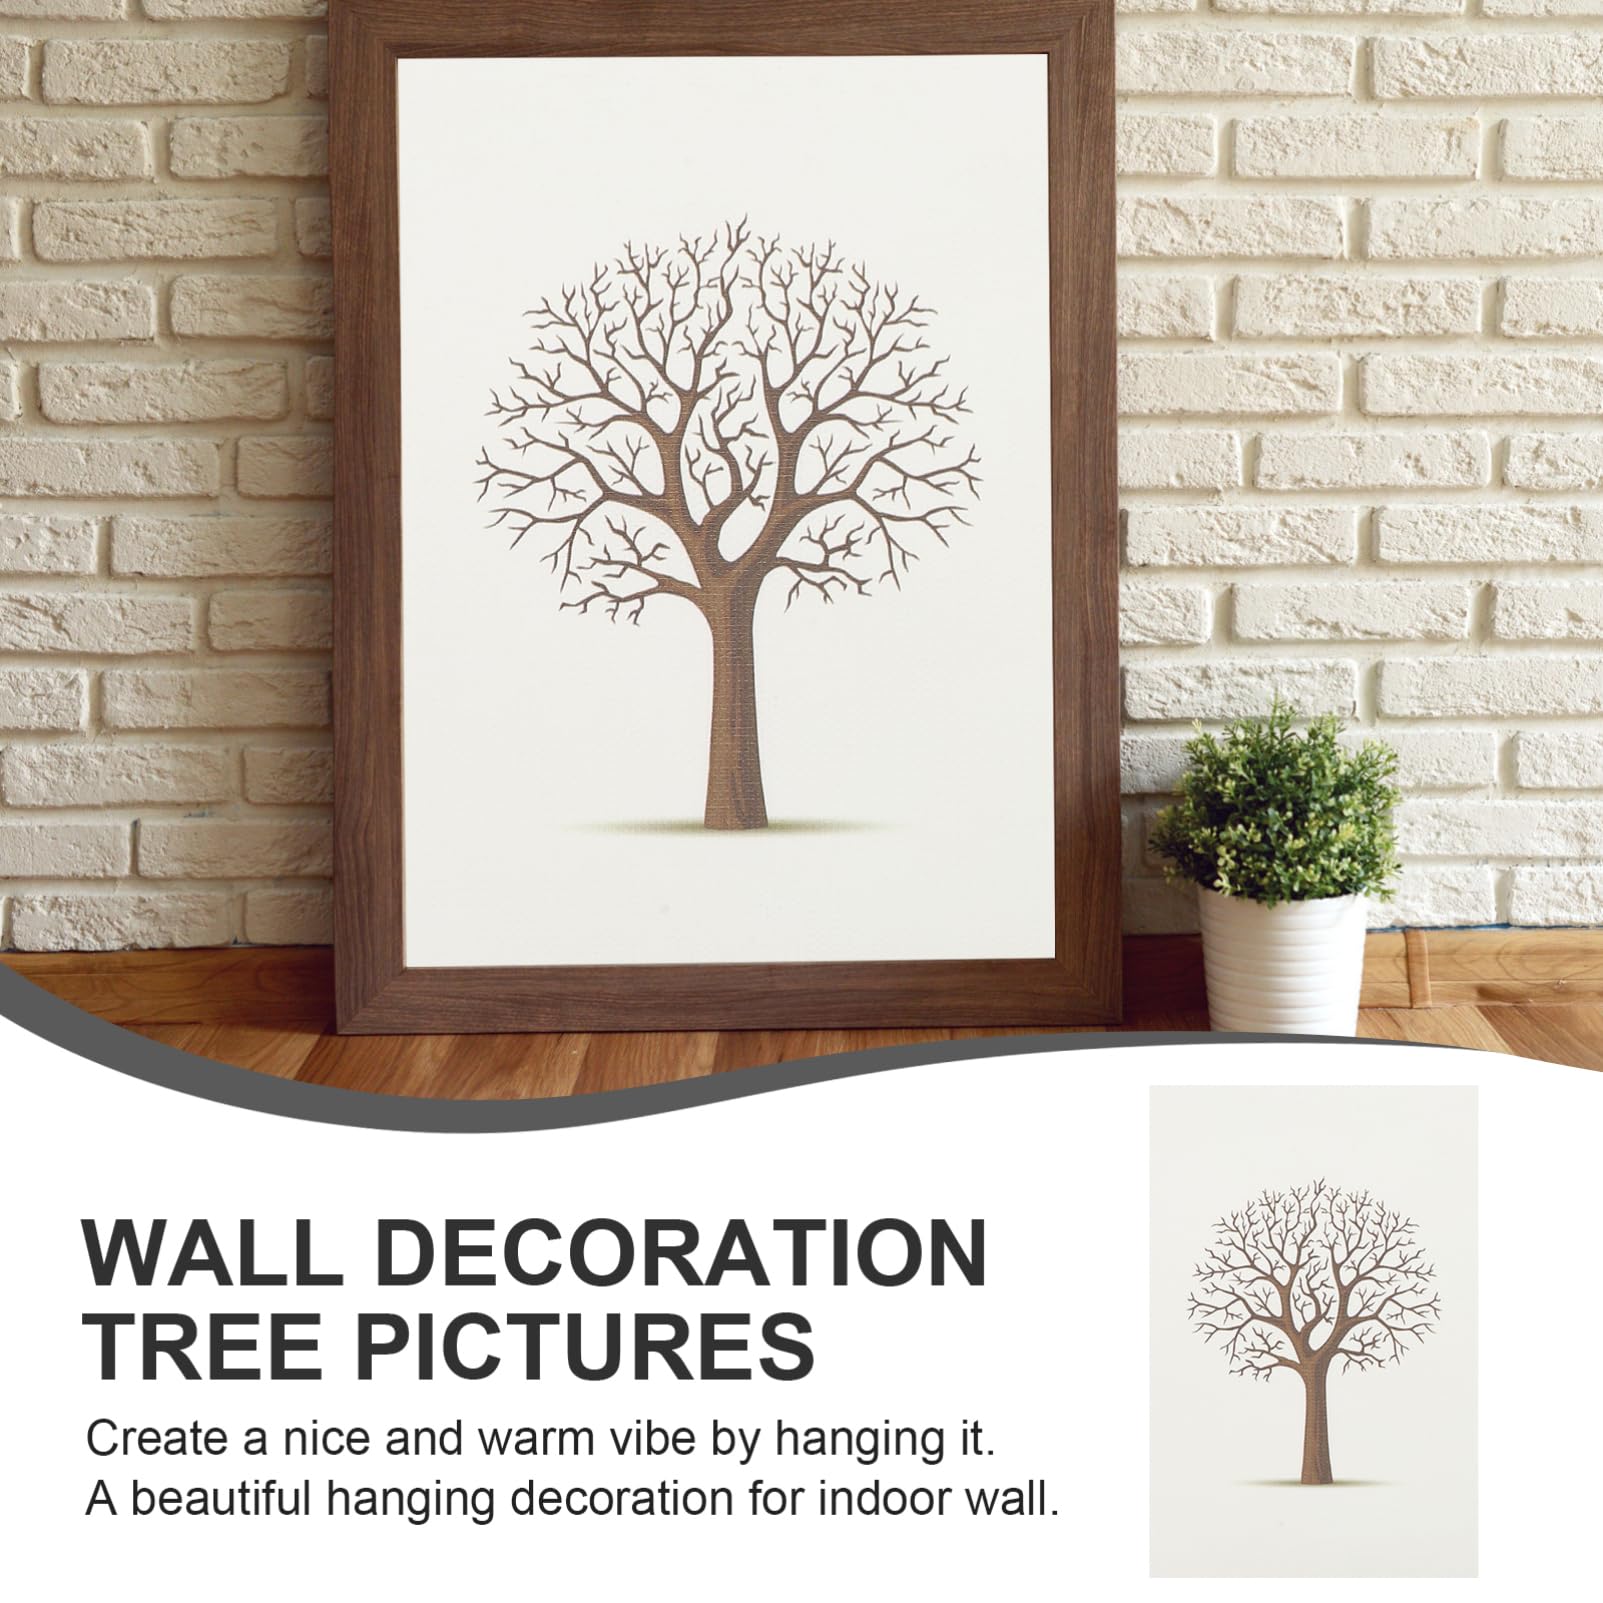 WALL DECORATION
TREE PICTURES
Create a nice and warm vibe by hanging it.
A beautiful hanging decoration for indoor wall.